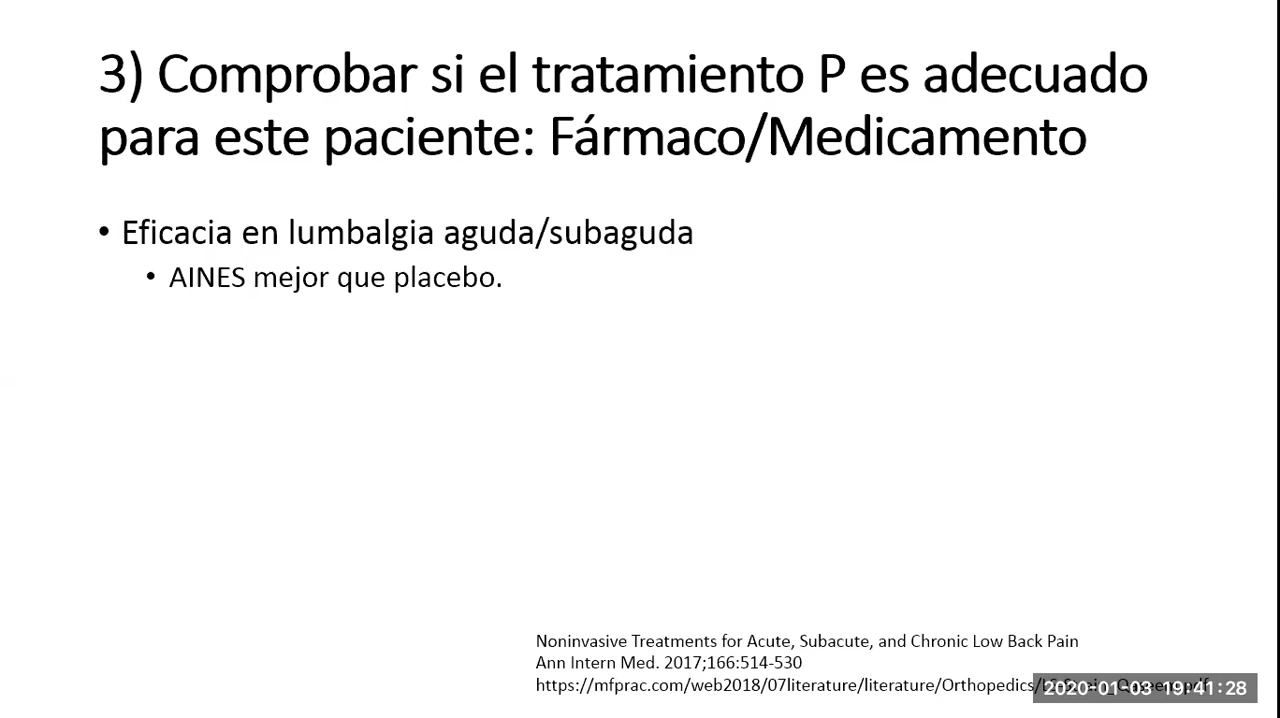 3) Comprobar si el tratamiento P es adecuado
para este paciente: Fármaco/Medicamento
• Eficacia en lumbalgia aguda/subaguda
• AINES mejor que placebo.
Noninvasive Treatments for Acute, Subacute, and Chronic Low Back Pain
Ann Intern Med. 2017;166:514-530
https://mfprac.com/web2018/07literature/literature/Orthopedics/
2020-01-03 19:41:28